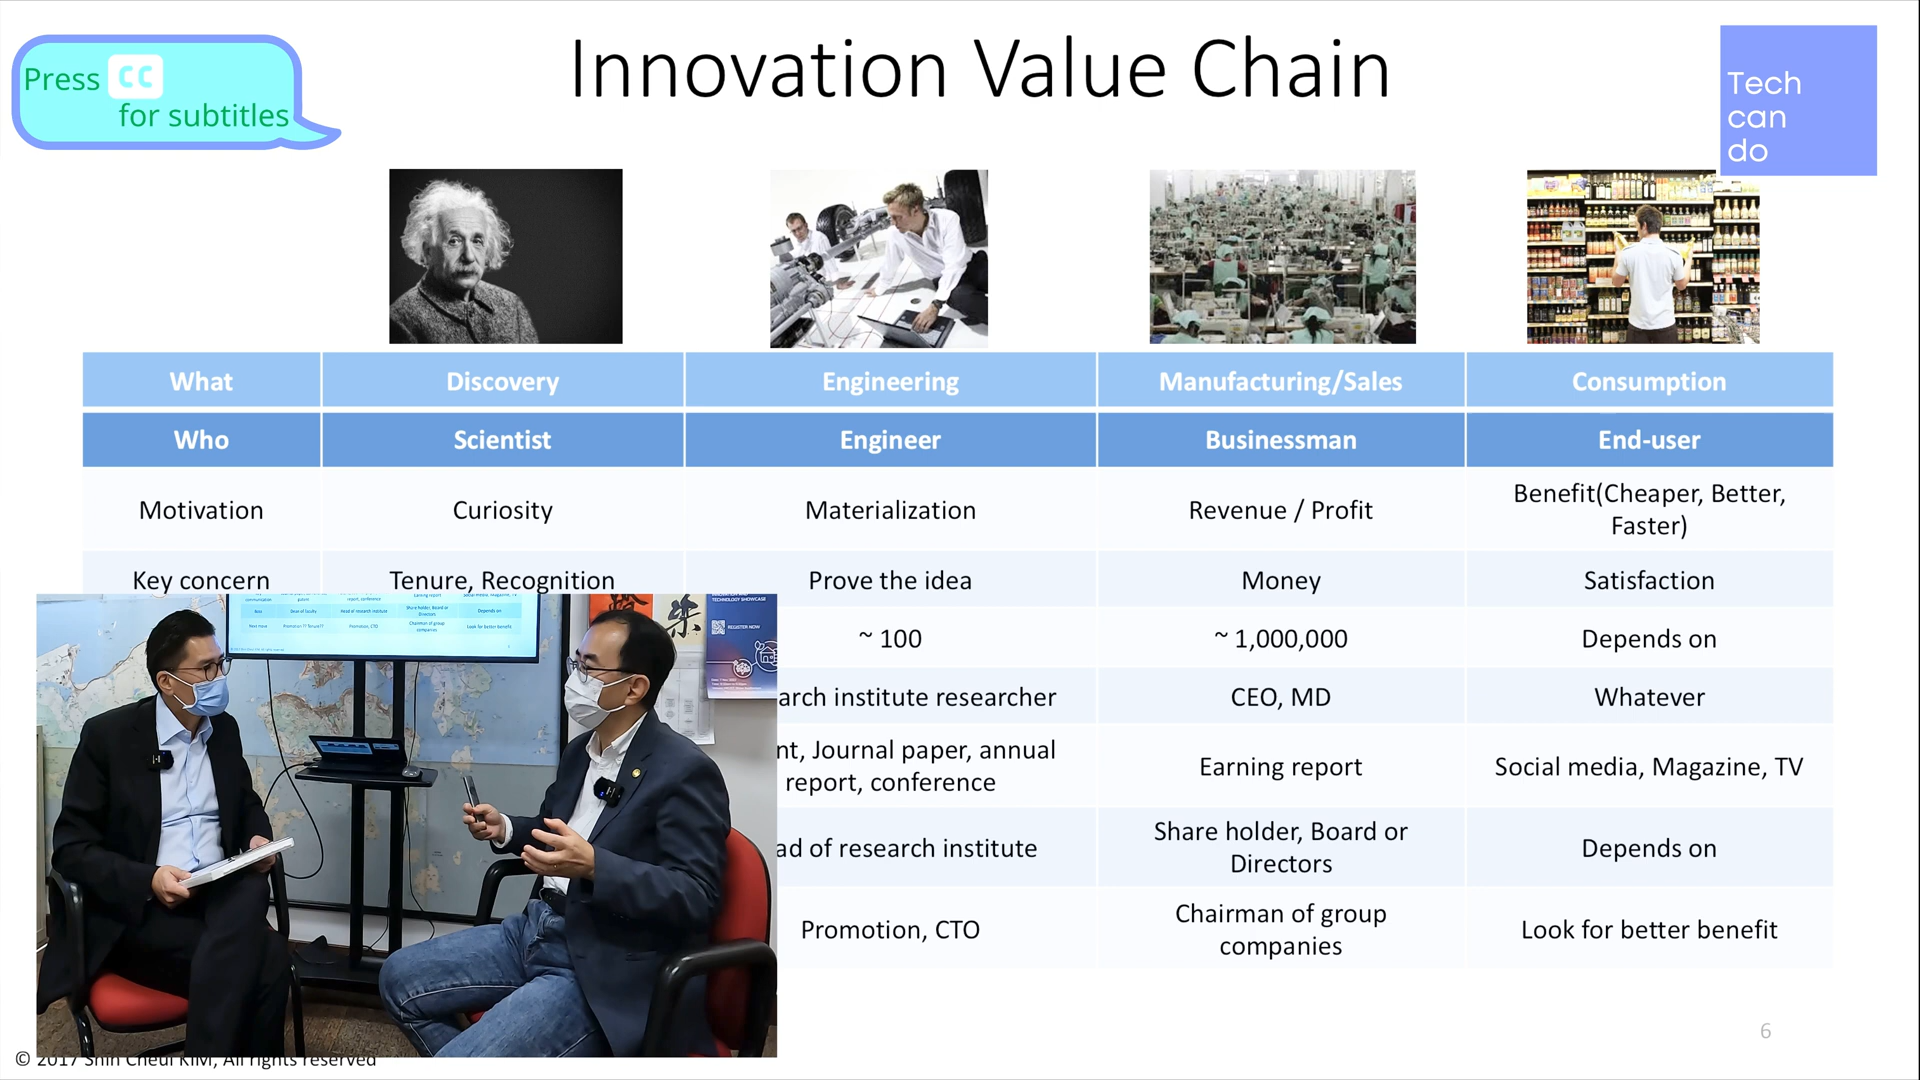 Press CC
for subtitles
Innovation Value Chain
Tech
can
do
What Discovery Engineering Manufacturing/Sales Consumption
Who Scientist Engineer Businessman End-user
Motivation Curiosity Materialization Revenue / Profit Benefit(Cheaper, Better,
Faster)
Key concern Tenure, Recognition Prove the idea Money Satisfaction
~ 100 ~ 1,000,000 Depends on
arch institute researcher CEO, MD Whatever
nt, Journal paper, annual
report, conference Earning report Social media, Magazine, TV
ad of research institute Share holder, Board or
Directors Depends on
Promotion, CTO Chairman of group
companies Look for better benefit
TECHNOLOGY SHOWCASE
REGISTER NOW
6
© 2017 Shin Cheul KIM, All rights reserved